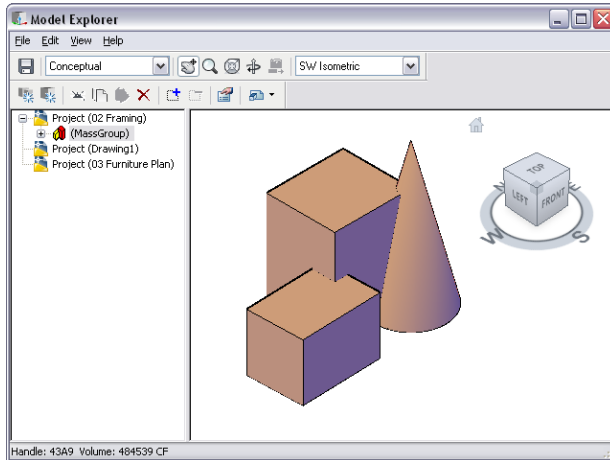 Model Explorer
File Edit View Help
Conceptual SW Isometric
Project (02 Framing)
(MassGroup)
Project (Drawing1)
Project (03 Furniture Plan)
TOP
LEFT FRONT
W S
Handle: 43A9 Volume: 484539 CF